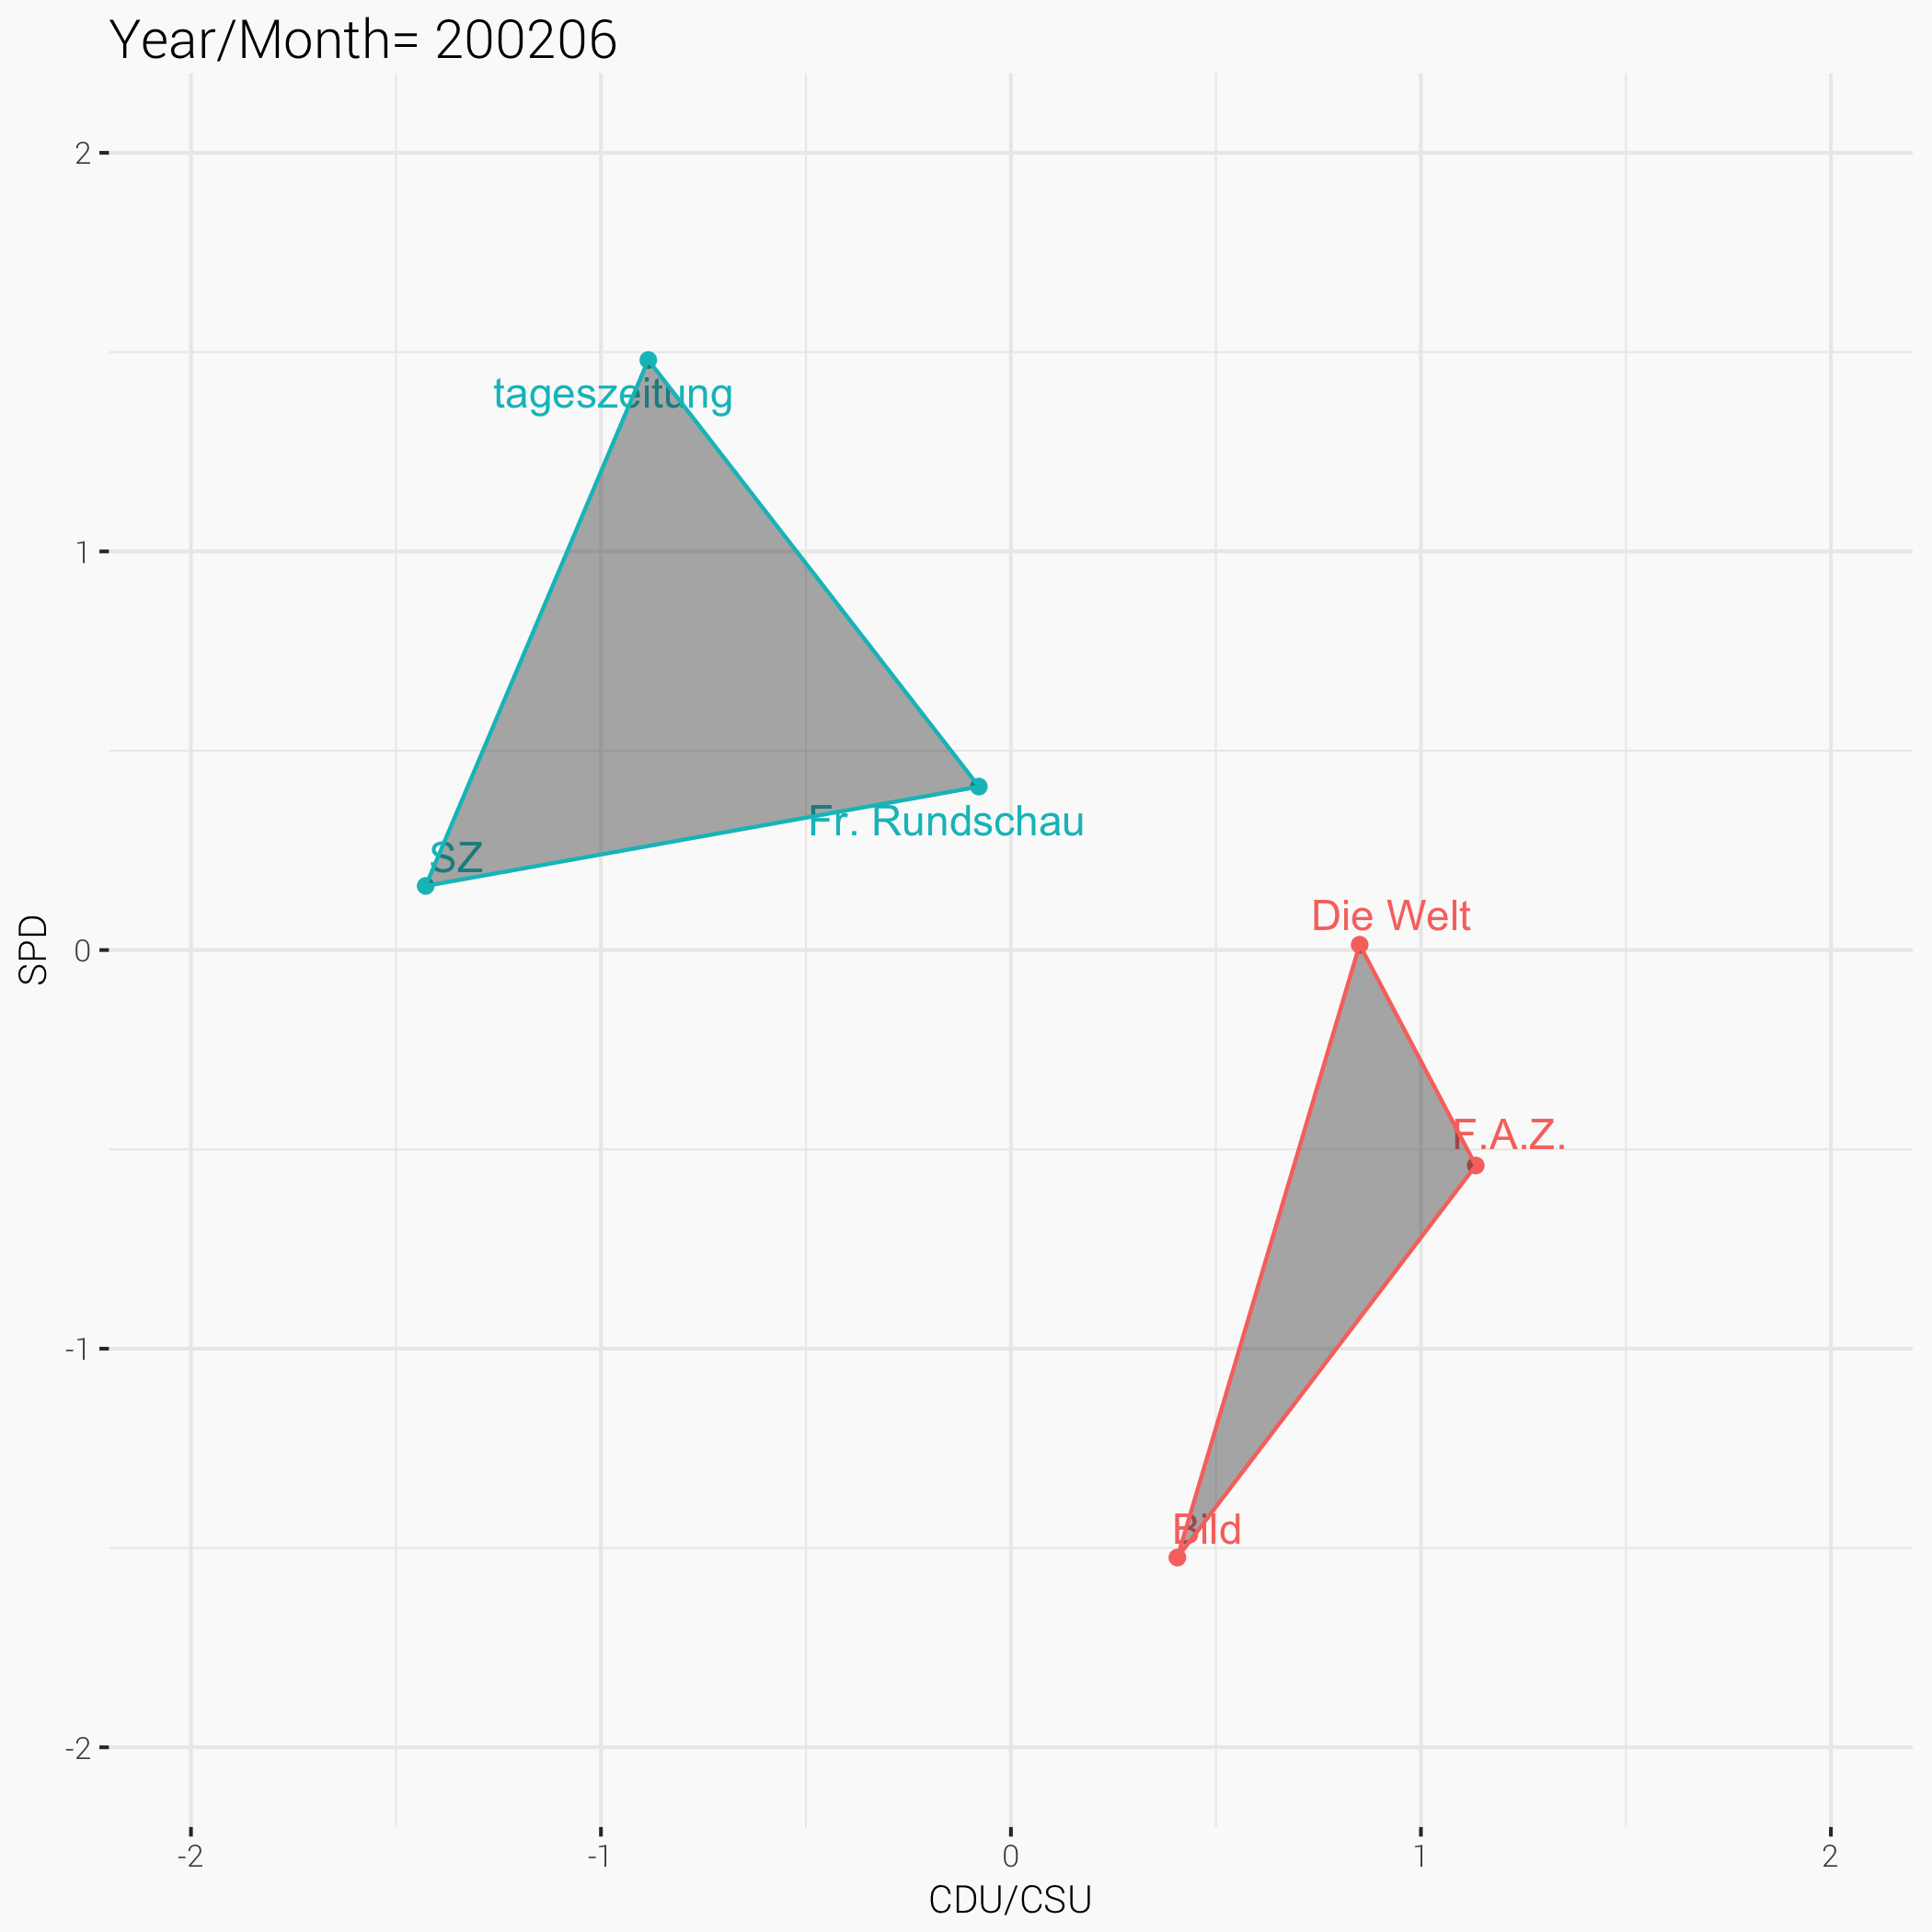 Year/Month= 200206
2
tageszeitung
1
Fr. Rundschau
SZ
Die Welt
SPD
0
F.A.Z.
-1
Bild
-2
-2
-1
0
1
2
CDU/CSU